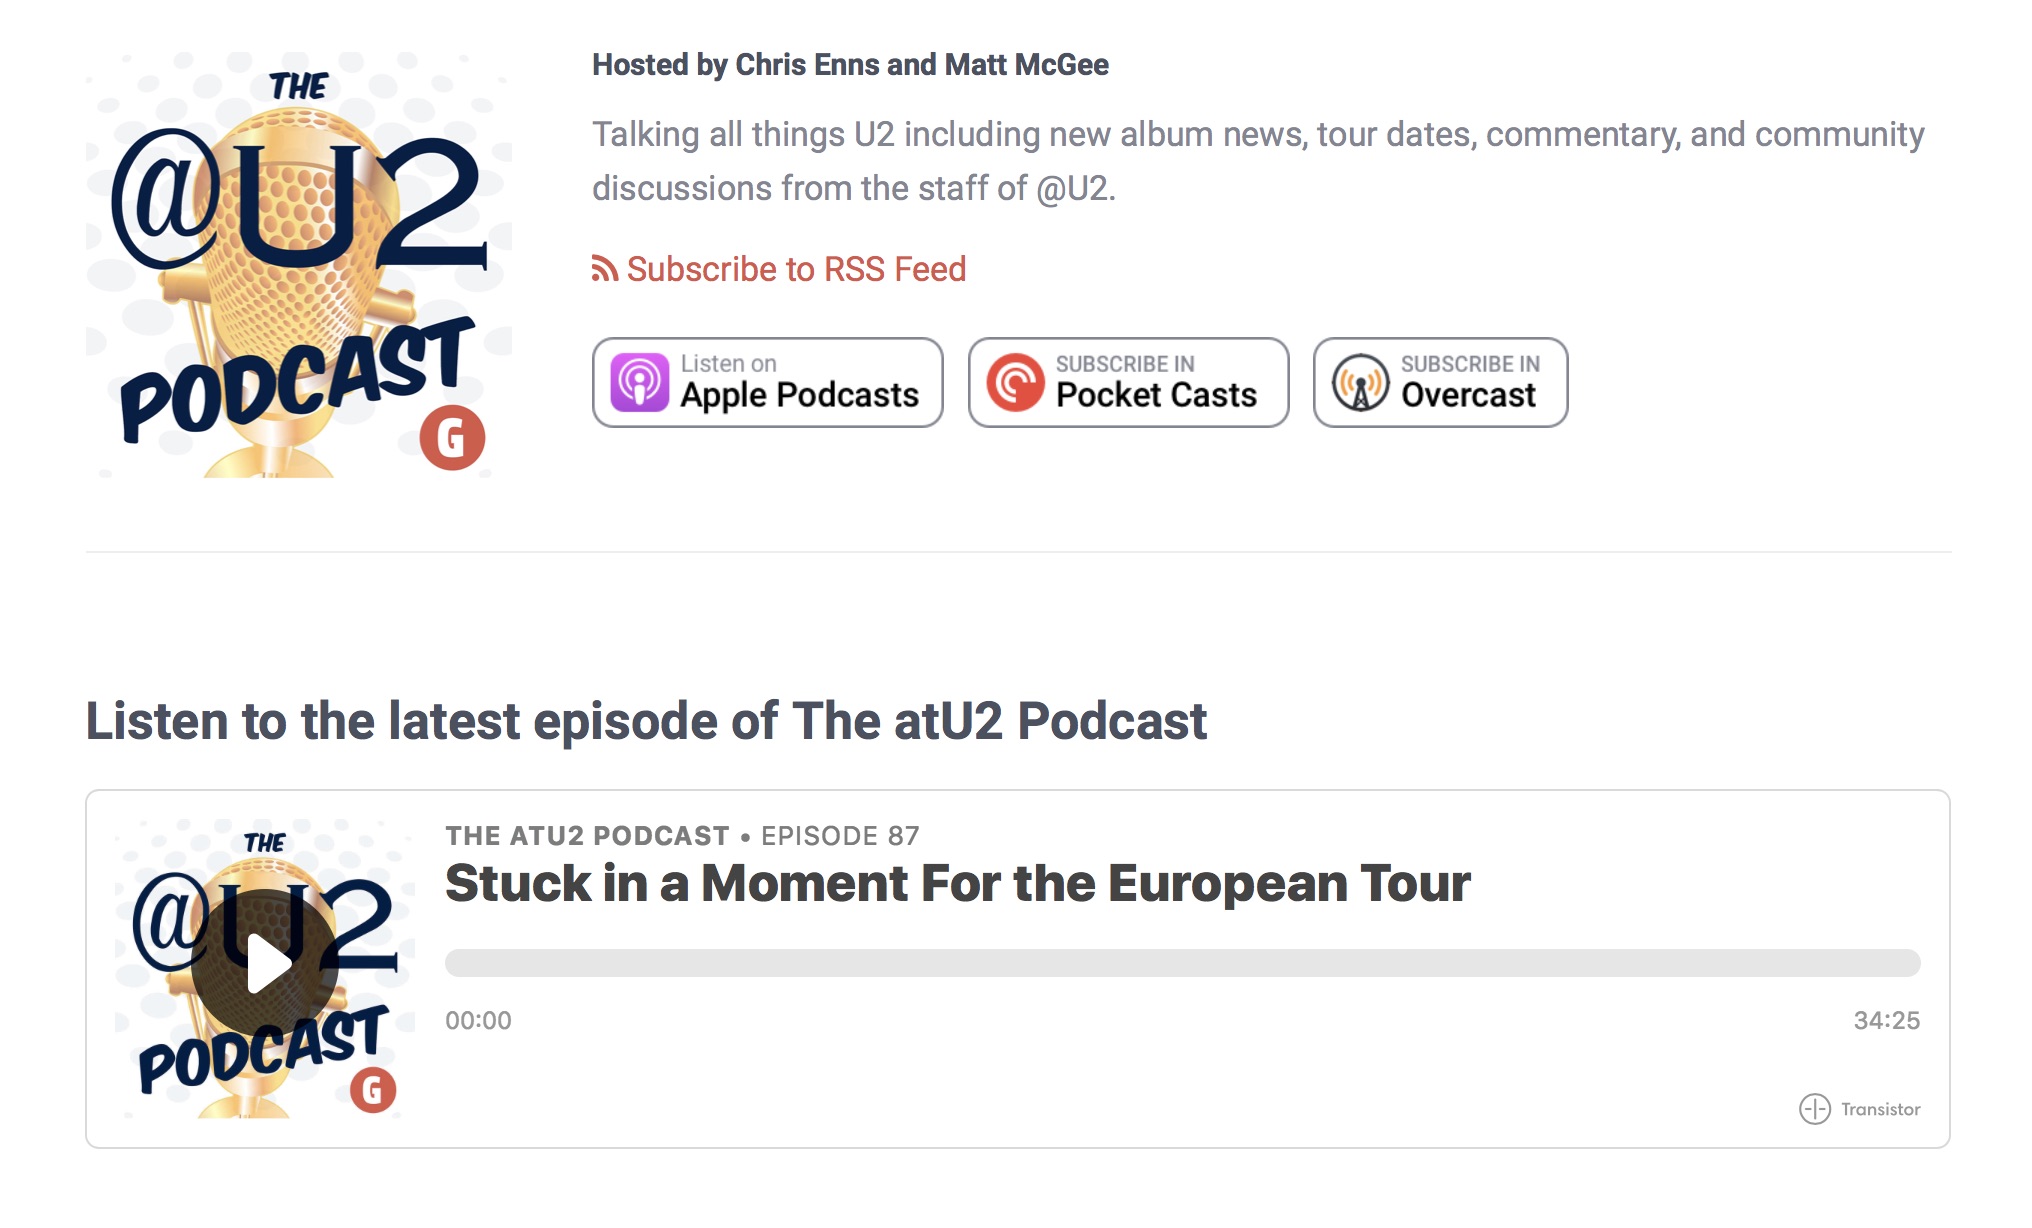 THE
@U2
PODCAST
G
Hosted by Chris Enns and Matt McGee
Talking all things U2 including new album news, tour dates, commentary, and community
discussions from the staff of @U2.
Subscribe to RSS Feed
Listen on
Apple Podcasts
SUBSCRIBE IN
Pocket Casts
SUBSCRIBE IN
Overcast
Listen to the latest episode of The atU2 Podcast
THE
@U2
PODCAST
G
THE ATU2 PODCAST • EPISODE 87
Stuck in a Moment For the European Tour
00:00
34:25
Transistor